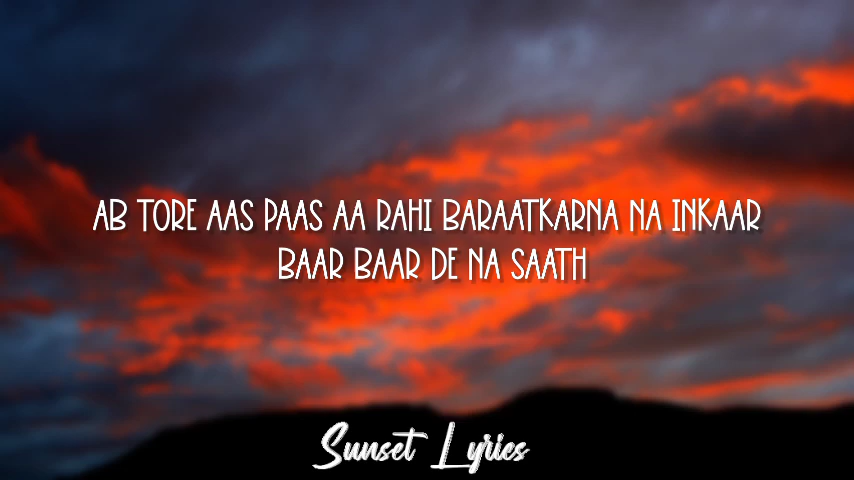 AB TORE AAS PAAS AA RAHI BARAATKARNA NA INKAAR
BAAR BAAR DE NA SAATH
Sunset Lyrics